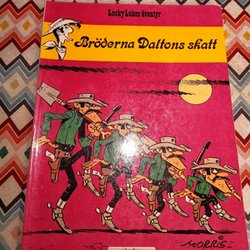 Lucky Lukes äventyr
Bröderna Daltons skatt
MORRIS